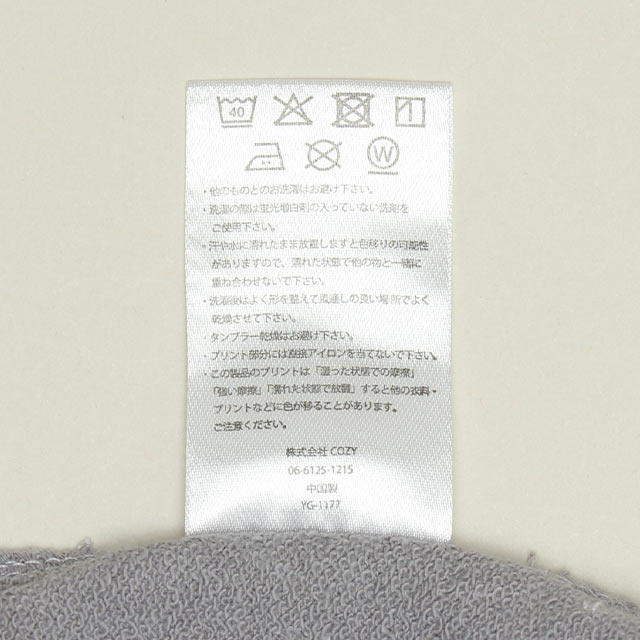 40
W
・他のものとのお洗濯はお避け下さい。
・洗濯の際は蛍光増白剤の入っていない洗剤を
ご使用下さい。
・汗や水に濡れたまま放置しますと色移りの可能性
がありますので、濡れた状態で他の物と一緒に
重ね合わせないで下さい。
・洗濯後はよく形を整えて風通しの良い場所でよく
乾燥させて下さい。
・タンブラー乾燥はお避け下さい。
・プリント部分には直接アイロンを当てないで下さい。
・この製品のプリントは「湿った状態での摩擦」
「強い摩擦」「濡れた状態で放置」すると他の衣料・
プリントなどに色が移ることがあります。
ご注意ください。
株式会社 COZY
06-6125-1215
中国製
YG-1177